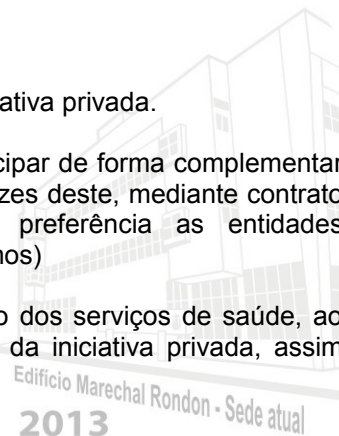 ativa privada.
cipar de forma complementar
zes deste, mediante contrato
preferência as entidades
nos)
o dos serviços de saúde, ao
da iniciativa privada, assim
Edifício Marechal Rondon - Sede atual
2013